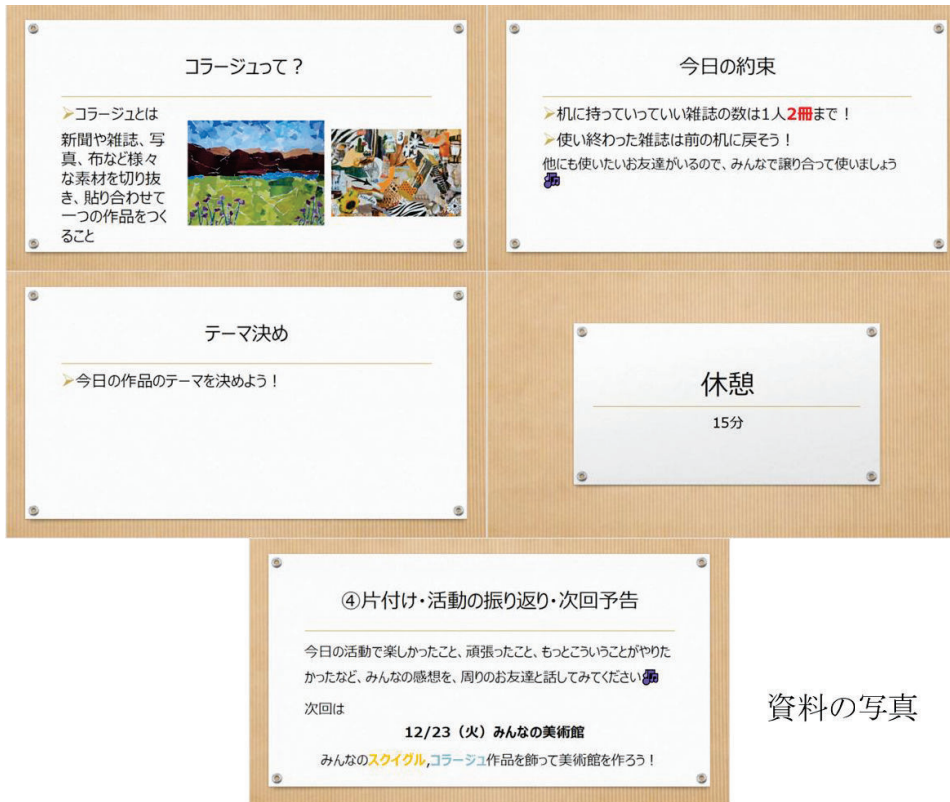 コラージュって？
➢コラージュとは
新聞や雑誌、写
真、布など様々
な素材を切り抜
き、貼り合わせて
一つの作品をつく
ること
今日の約束
➢机に持っていっていい雑誌の数は1人2冊まで！
➢使い終わった雑誌は前の机に戻そう！
他にも使いたいお友達がいるので、みんなで譲り合って使いましょう
テーマ決め
➢今日の作品のテーマを決めよう！
休憩
15分
④片付け・活動の振り返り・次回予告
今日の活動で楽しかったこと、頑張ったこと、もっとこういうことがやりた
かったなど、みんなの感想を、周りのお友達と話してみてください
次回は
12/23（火）みんなの美術館
みんなのスクイグル,コラージュ作品を飾って美術館を作ろう！
資料の写真